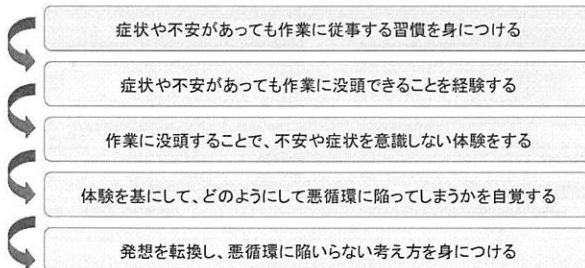 症状や不安があっても作業に従事する習慣を身につける
症状や不安があっても作業に没頭できることを経験する
作業に没頭することで、不安や症状を意識しない体験をする
体験を基にして、どのようにして悪循環に陥ってしまうかを自覚する
発想を転換し、悪循環に陥いらない考え方を身につける